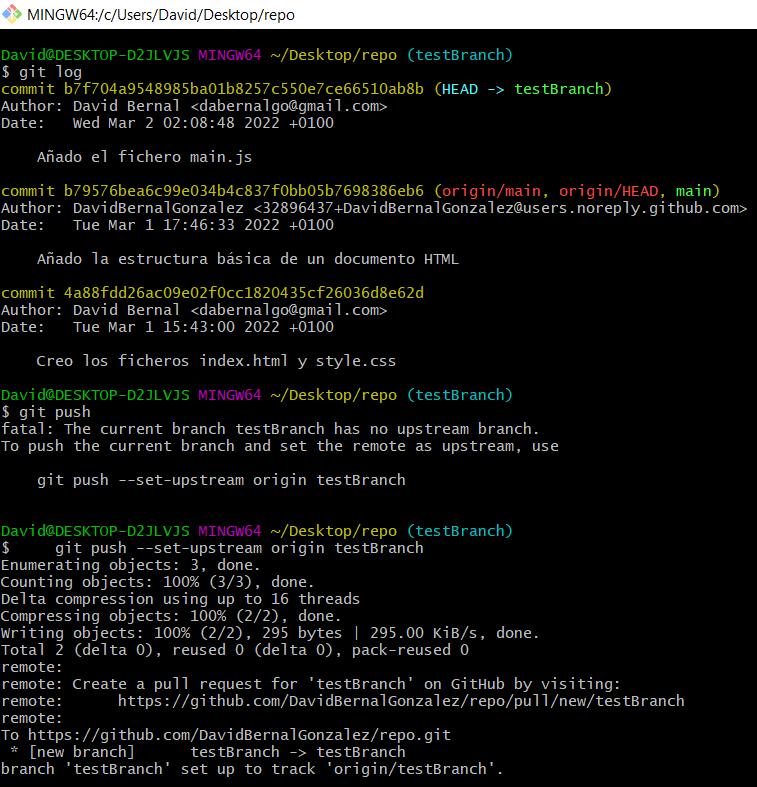 MINGW64:/c/Users/David/Desktop/repo
David@DESKTOP-D2JLVJS MINGW64 ~/Desktop/repo (testBranch)
$ git log
commit b7f704a9548985ba01b8257c550e7ce66510ab8b (HEAD -> testBranch)
Author: David Bernal <dabernalgo@gmail.com>
Date:   Wed Mar 2 02:08:48 2022 +0100
    Añado el fichero main.js
commit b79576bea6c99e034b4c837f0bb05b7698386eb6 (origin/main, origin/HEAD, main)
Author: DavidBernalGonzalez <32896437+DavidBernalGonzalez@users.noreply.github.com>
Date:   Tue Mar 1 17:46:33 2022 +0100
    Añado la estructura básica de un documento HTML
commit 4a88fdd26ac09e02f0cc1820435cf26036d8e62d
Author: David Bernal <dabernalgo@gmail.com>
Date:   Tue Mar 1 15:43:00 2022 +0100
    Creo los ficheros index.html y style.css
David@DESKTOP-D2JLVJS MINGW64 ~/Desktop/repo (testBranch)
$ git push
fatal: The current branch testBranch has no upstream branch.
To push the current branch and set the remote as upstream, use
    git push --set-upstream origin testBranch
David@DESKTOP-D2JLVJS MINGW64 ~/Desktop/repo (testBranch)
$     git push --set-upstream origin testBranch
Enumerating objects: 3, done.
Counting objects: 100% (3/3), done.
Delta compression using up to 16 threads
Compressing objects: 100% (2/2), done.
Writing objects: 100% (2/2), 295 bytes | 295.00 KiB/s, done.
Total 2 (delta 0), reused 0 (delta 0), pack-reused 0
remote:
remote: Create a pull request for 'testBranch' on GitHub by visiting:
remote:      https://github.com/DavidBernalGonzalez/repo/pull/new/testBranch
remote:
To https://github.com/DavidBernalGonzalez/repo.git
 * [new branch]      testBranch -> testBranch
branch 'testBranch' set up to track 'origin/testBranch'.